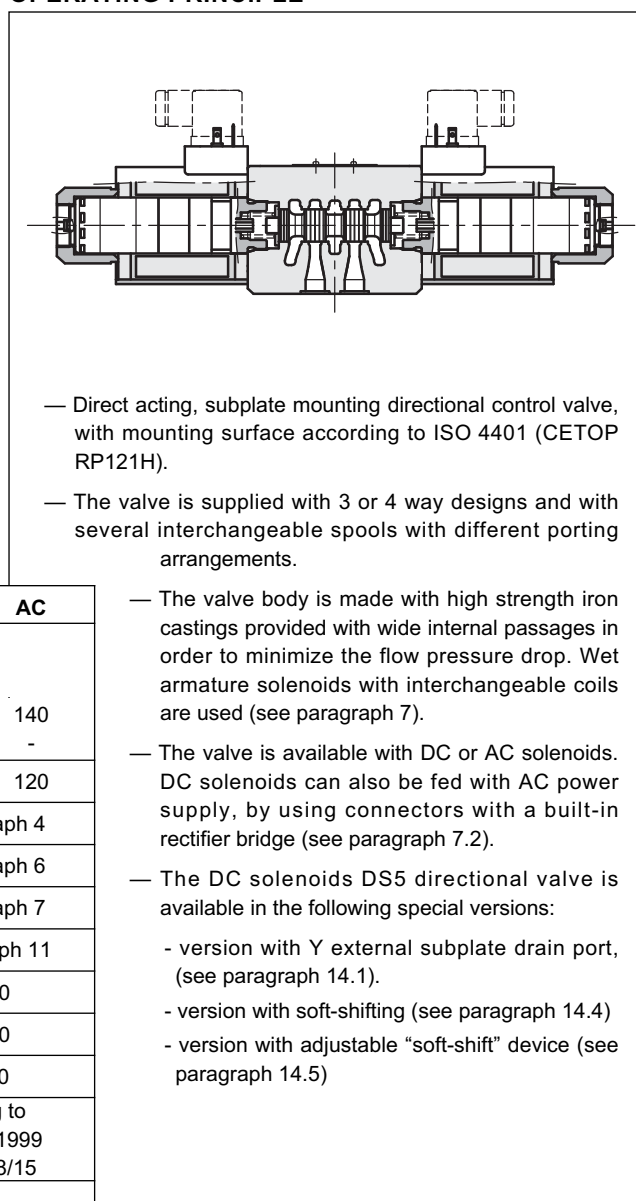 — Direct acting, subplate mounting directional control valve,
with mounting surface according to ISO 4401 (CETOP
RP121H).
— The valve is supplied with 3 or 4 way designs and with
several interchangeable spools with different porting
arrangements.
— The valve body is made with high strength iron
castings provided with wide internal passages in
order to minimize the flow pressure drop. Wet
armature solenoids with interchangeable coils
are used (see paragraph 7).
— The valve is available with DC or AC solenoids.
DC solenoids can also be fed with AC power
supply, by using connectors with a built-in
rectifier bridge (see paragraph 7.2).
— The DC solenoids DS5 directional valve is
available in the following special versions:
- version with Y external subplate drain port,
(see paragraph 14.1).
- version with soft-shifting (see paragraph 14.4)
- version with adjustable “soft-shift” device (see
paragraph 14.5)
AC
140
-
120
aph 4
aph 6
aph 7
ph 11
0
0
0
to
1999
/15